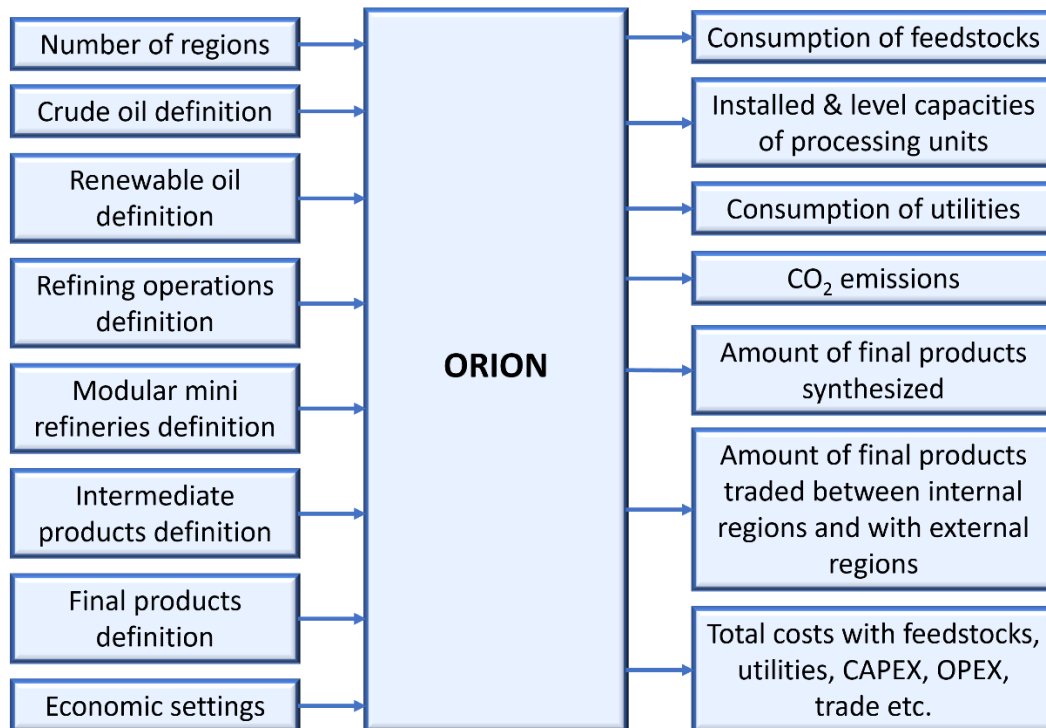 Number of regions
Crude oil definition
Renewable oil
definition
Refining operations
definition
Modular mini
refineries definition
Intermediate
products definition
Final products
definition
Economic settings
ORION
Consumption of feedstocks
Installed & level capacities
of processing units
Consumption of utilities
CO₂ emissions
Amount of final products
synthesized
Amount of final products
traded between internal
regions and with external
regions
Total costs with feedstocks,
utilities, CAPEX, OPEX,
trade etc.